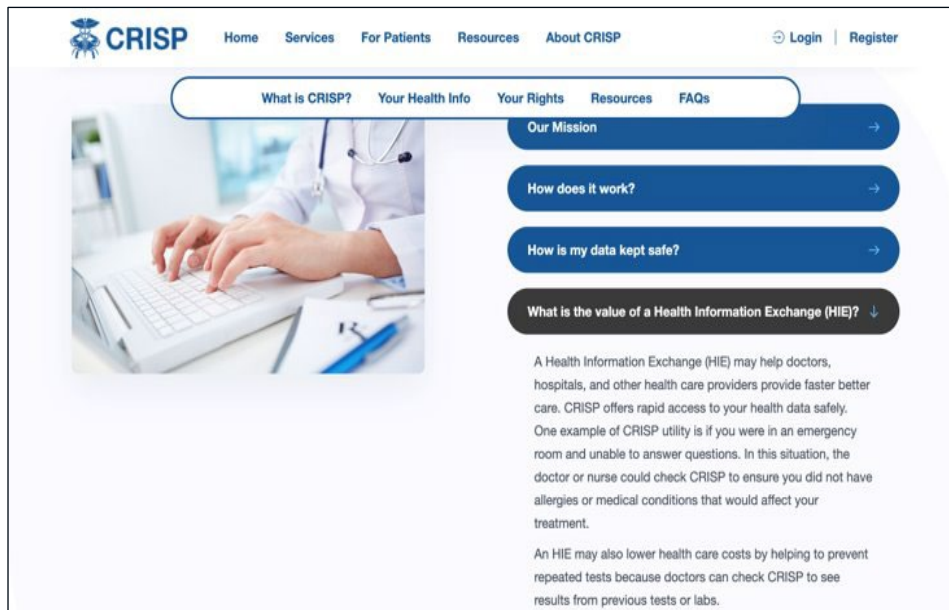 CRISP
Home Services For Patients Resources About CRISP
Login | Register
What is CRISP? Your Health Info Your Rights Resources FAQs
Our Mission
How does it work?
How is my data kept safe?
What is the value of a Health Information Exchange (HIE)?
A Health Information Exchange (HIE) may help doctors,
hospitals, and other health care providers provide faster better
care. CRISP offers rapid access to your health data safely.
One example of CRISP utility is if you were in an emergency
room and unable to answer questions. In this situation, the
doctor or nurse could check CRISP to ensure you did not have
allergies or medical conditions that would affect your
treatment.
An HIE may also lower health care costs by helping to prevent
repeated tests because doctors can check CRISP to see
results from previous tests or labs.